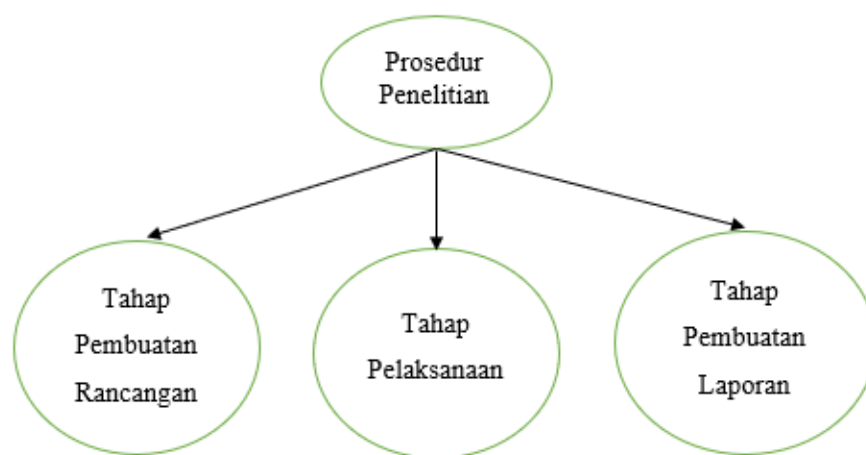 Prosedur
Penelitian
Tahap
Pembuatan
Rancangan
Tahap
Pelaksanaan
Tahap
Pembuatan
Laporan